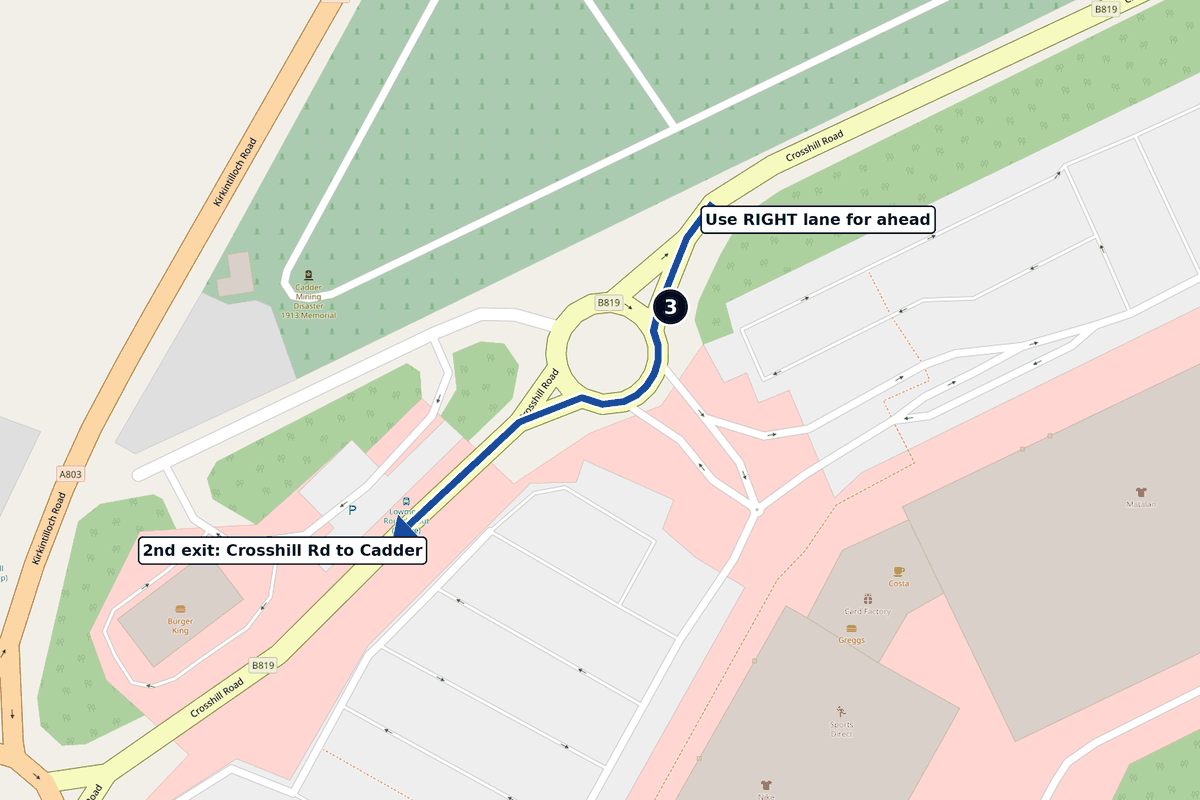 B819
Kirkintilloch Road
Crosshill Road
Use RIGHT lane for ahead
Cadder
Mining
Disaster
1913 Memorial
B819
3
Crosshill Road
A803
Kirkintilloch Road
P
2nd exit: Crosshill Rd to Cadder
Matalan
Costa
Card Factory
Greggs
Burger
King
B819
Crosshill Road
Sports
Direct
Nike
Road